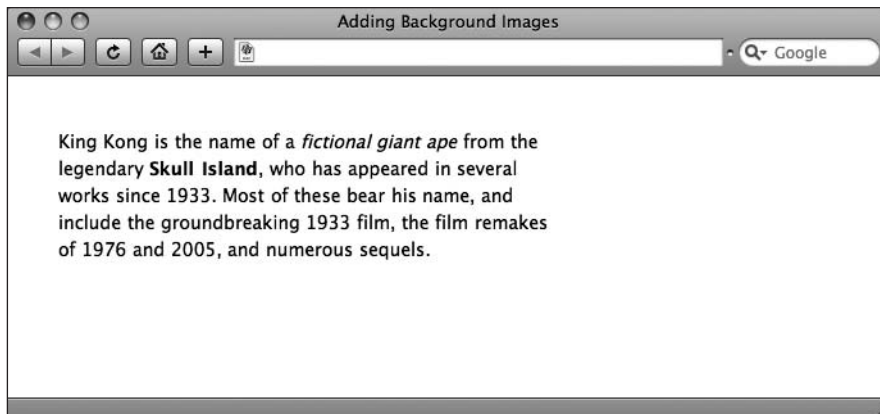 Adding Background Images
Google
King Kong is the name of a fictional giant ape from the
legendary Skull Island, who has appeared in several
works since 1933. Most of these bear his name, and
include the groundbreaking 1933 film, the film remakes
of 1976 and 2005, and numerous sequels.